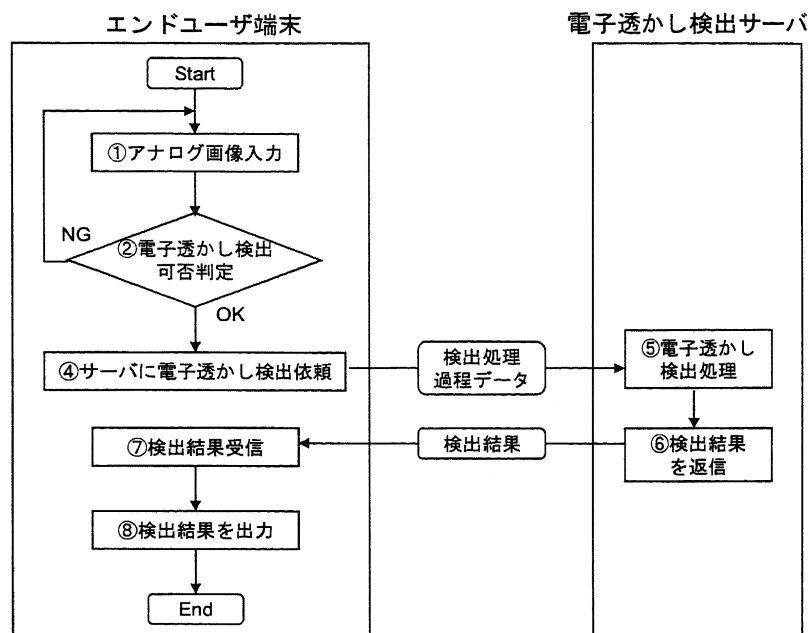 エンドユーザ端末
電子透かし検出サーバ
Start
①アナログ画像入力
NG
②電子透かし検出
可否判定
OK
④サーバに電子透かし検出依頼
検出処理
過程データ
⑤電子透かし
検出処理
⑦検出結果受信
検出結果
⑥検出結果
を返信
⑧検出結果を出力
End